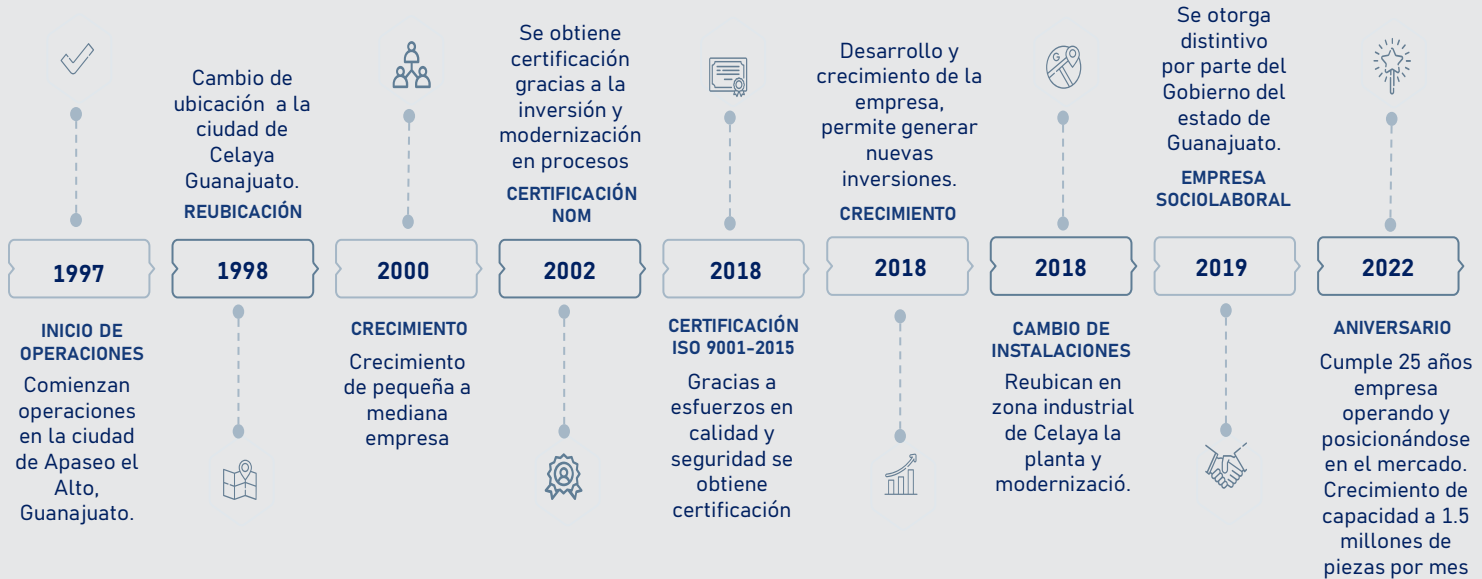 1997
INICIO DE
OPERACIONES
Comienzan
operaciones
en la ciudad
de Apaseo el
Alto,
Guanajuato.
Cambio de
ubicación a la
ciudad de
Celaya
Guanajuato.
REUBICACIÓN
1998
2000
CRECIMIENTO
Crecimiento
de pequeña a
mediana
empresa
Se obtiene
certificación
gracias a la
inversión y
modernización
en procesos
CERTIFICACIÓN
NOM
2002
2018
CERTIFICACIÓN
ISO 9001-2015
Gracias a
esfuerzos en
calidad y
seguridad se
obtiene
certificación
Desarrollo y
crecimiento de la
empresa,
permite generar
nuevas
inversiones.
CRECIMIENTO
2018
2018
CAMBIO DE
INSTALACIONES
Reubican en
zona industrial
de Celaya la
planta y
modernizació.
Se otorga
distintivo
por parte del
Gobierno del
estado de
Guanajuato.
EMPRESA
SOCIOLABORAL
2019
2022
ANIVERSARIO
Cumple 25 años
empresa
operando y
posicionándose
en el mercado.
Crecimiento de
capacidad a 1.5
millones de
piezas por mes